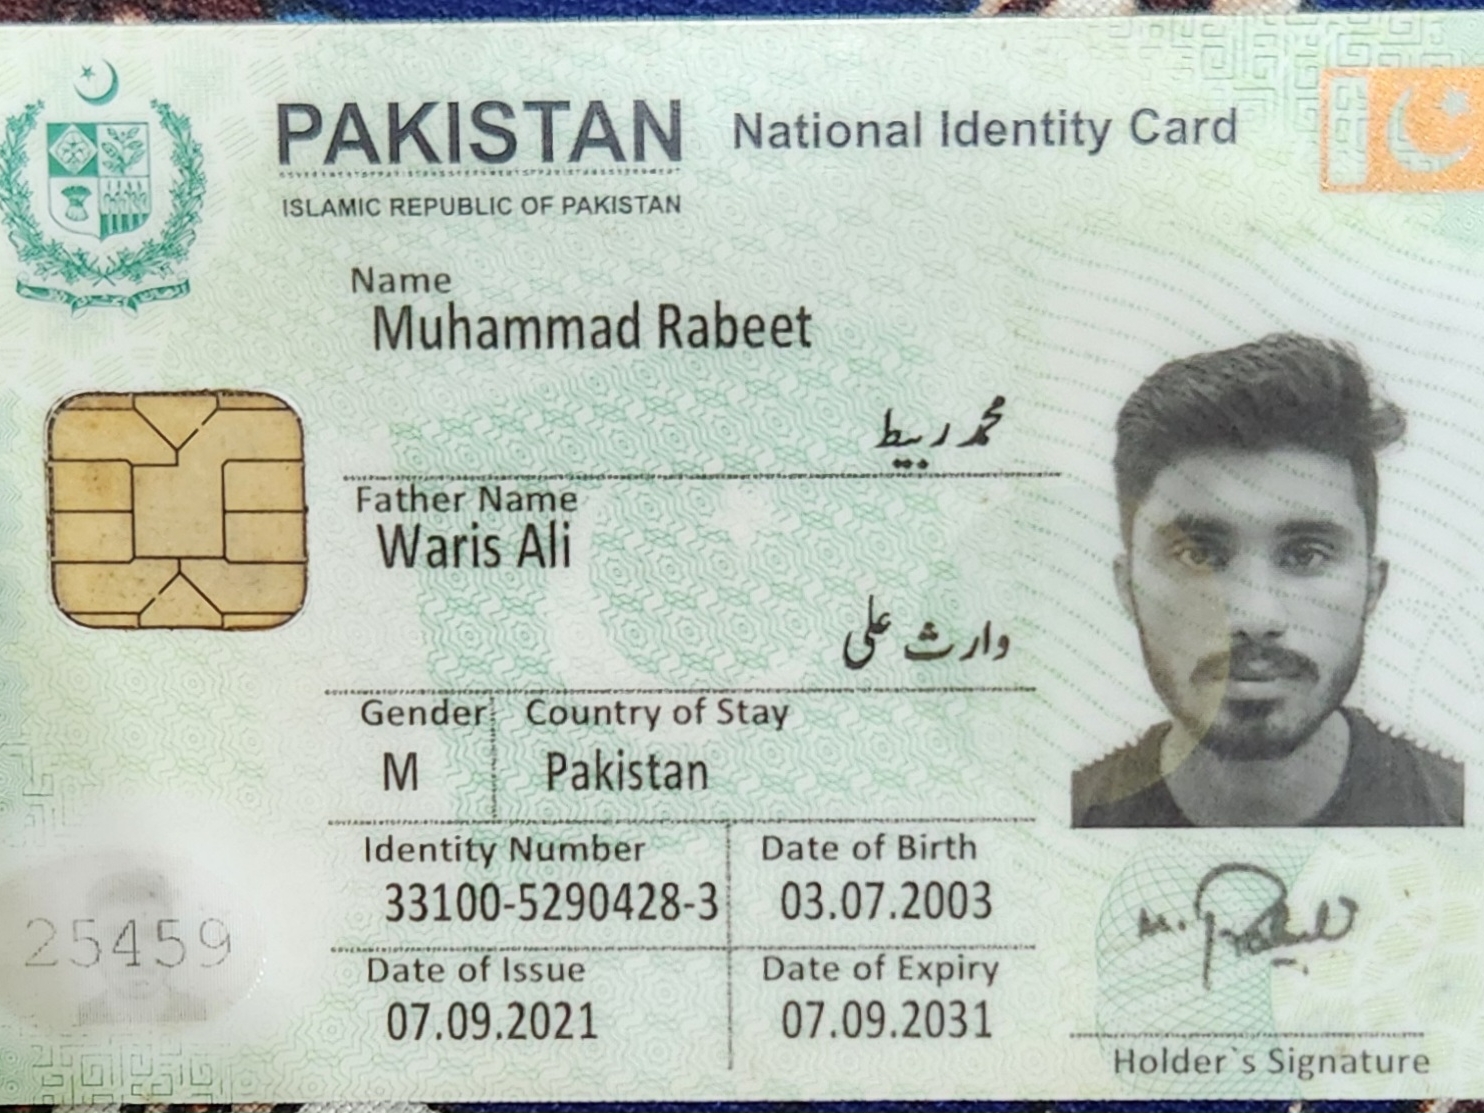 PAKISTAN National Identity Card
ISLAMIC REPUBLIC OF PAKISTAN
Name
Muhammad Rabeet
محمد ربیط
Father Name
Waris Ali
وارث علی
Gender Country of Stay
M Pakistan
Identity Number Date of Birth
33100-5290428-3 03.07.2003
25459
Date of Issue Date of Expiry
07.09.2021 07.09.2031
Holder`s Signature